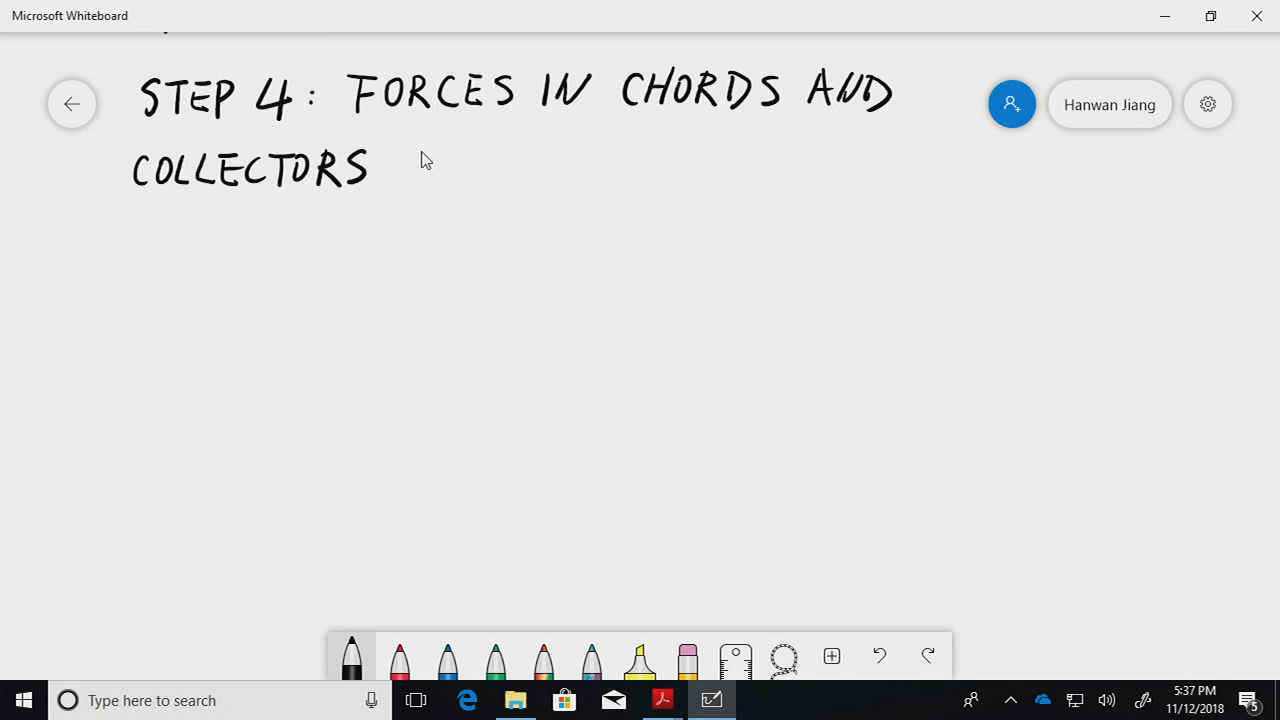 Microsoft Whiteboard
STEP 4: FORCES IN CHORDS AND
COLLECTORS
Hanwan Jiang
Type here to search
5:37 PM
11/12/2018
5